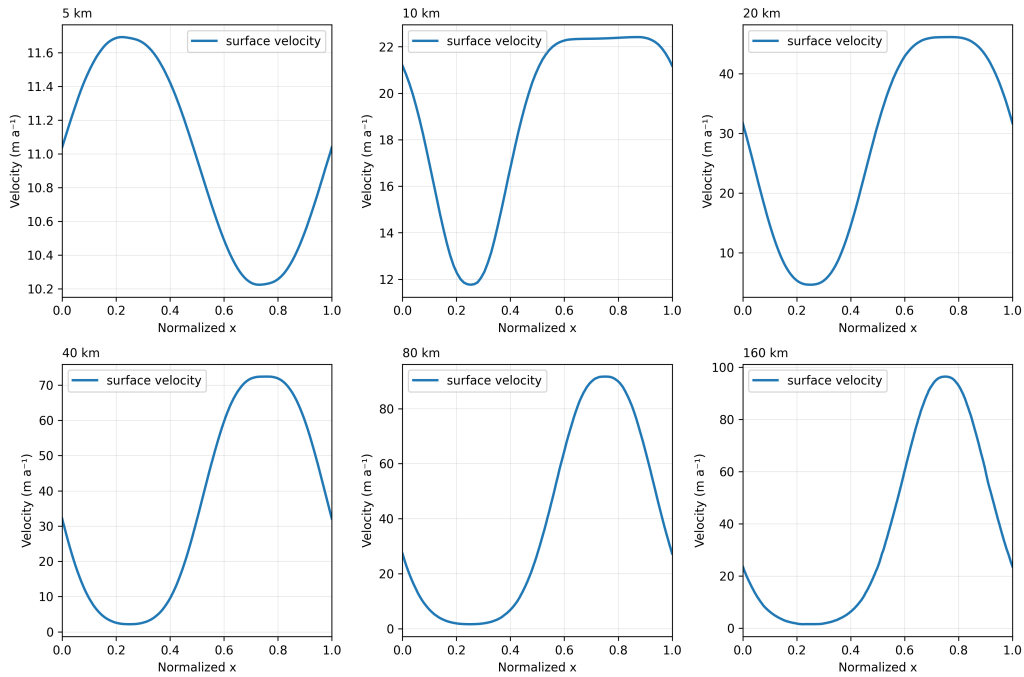 5 km
surface velocity
Velocity (m a⁻¹)
11.6
11.4
11.2
11.0
10.8
10.6
10.4
10.2
0.0 0.2 0.4 0.6 0.8 1.0
Normalized x
10 km
surface velocity
Velocity (m a⁻¹)
22
20
18
16
14
12
0.0 0.2 0.4 0.6 0.8 1.0
Normalized x
20 km
surface velocity
Velocity (m a⁻¹)
40
30
20
10
0.0 0.2 0.4 0.6 0.8 1.0
Normalized x
40 km
surface velocity
Velocity (m a⁻¹)
70
60
50
40
30
20
10
0
0.0 0.2 0.4 0.6 0.8 1.0
Normalized x
80 km
surface velocity
Velocity (m a⁻¹)
80
60
40
20
0
0.0 0.2 0.4 0.6 0.8 1.0
Normalized x
160 km
surface velocity
Velocity (m a⁻¹)
100
80
60
40
20
0
0.0 0.2 0.4 0.6 0.8 1.0
Normalized x